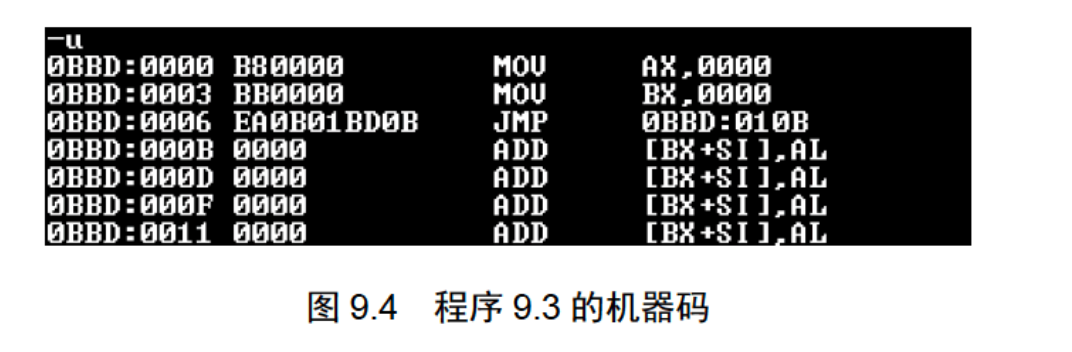 -u
0BBD:0000 B80000 MOV AX,0000
0BBD:0003 BB0000 MOV BX,0000
0BBD:0006 EA0B01BD0B JMP 0BBD:010B
0BBD:000B 0000 ADD [BX+SI],AL
0BBD:000D 0000 ADD [BX+SI],AL
0BBD:000F 0000 ADD [BX+SI],AL
0BBD:0011 0000 ADD [BX+SI],AL
图 9.4 程序 9.3 的机器码